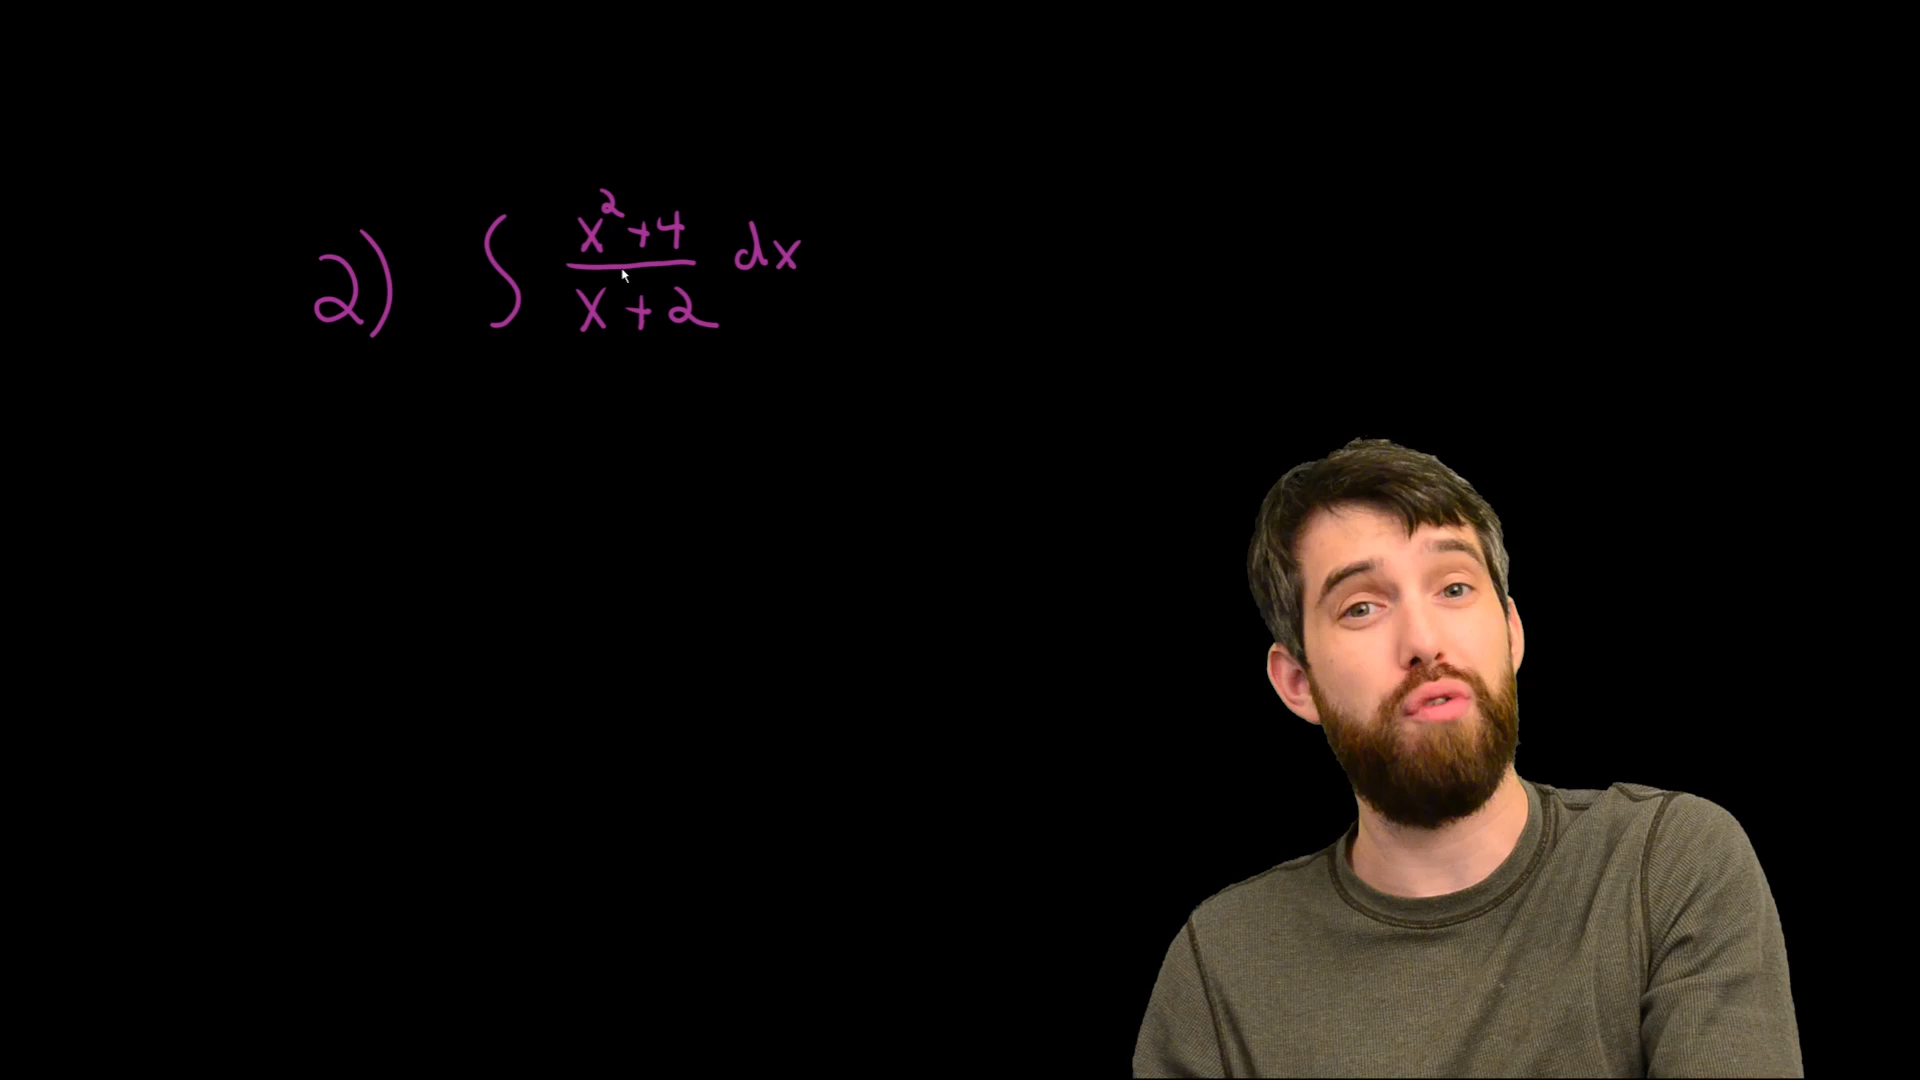 2) ∫ (x²+4)/(x+2) dx